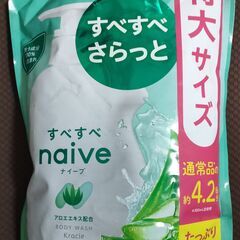 すべすべ
さらっと
特大サイズ
すべすべ
naive
ナイーブ
アロエエキス配合
BODY WASH
Kracie
通常品の
約4.2
たっぷり